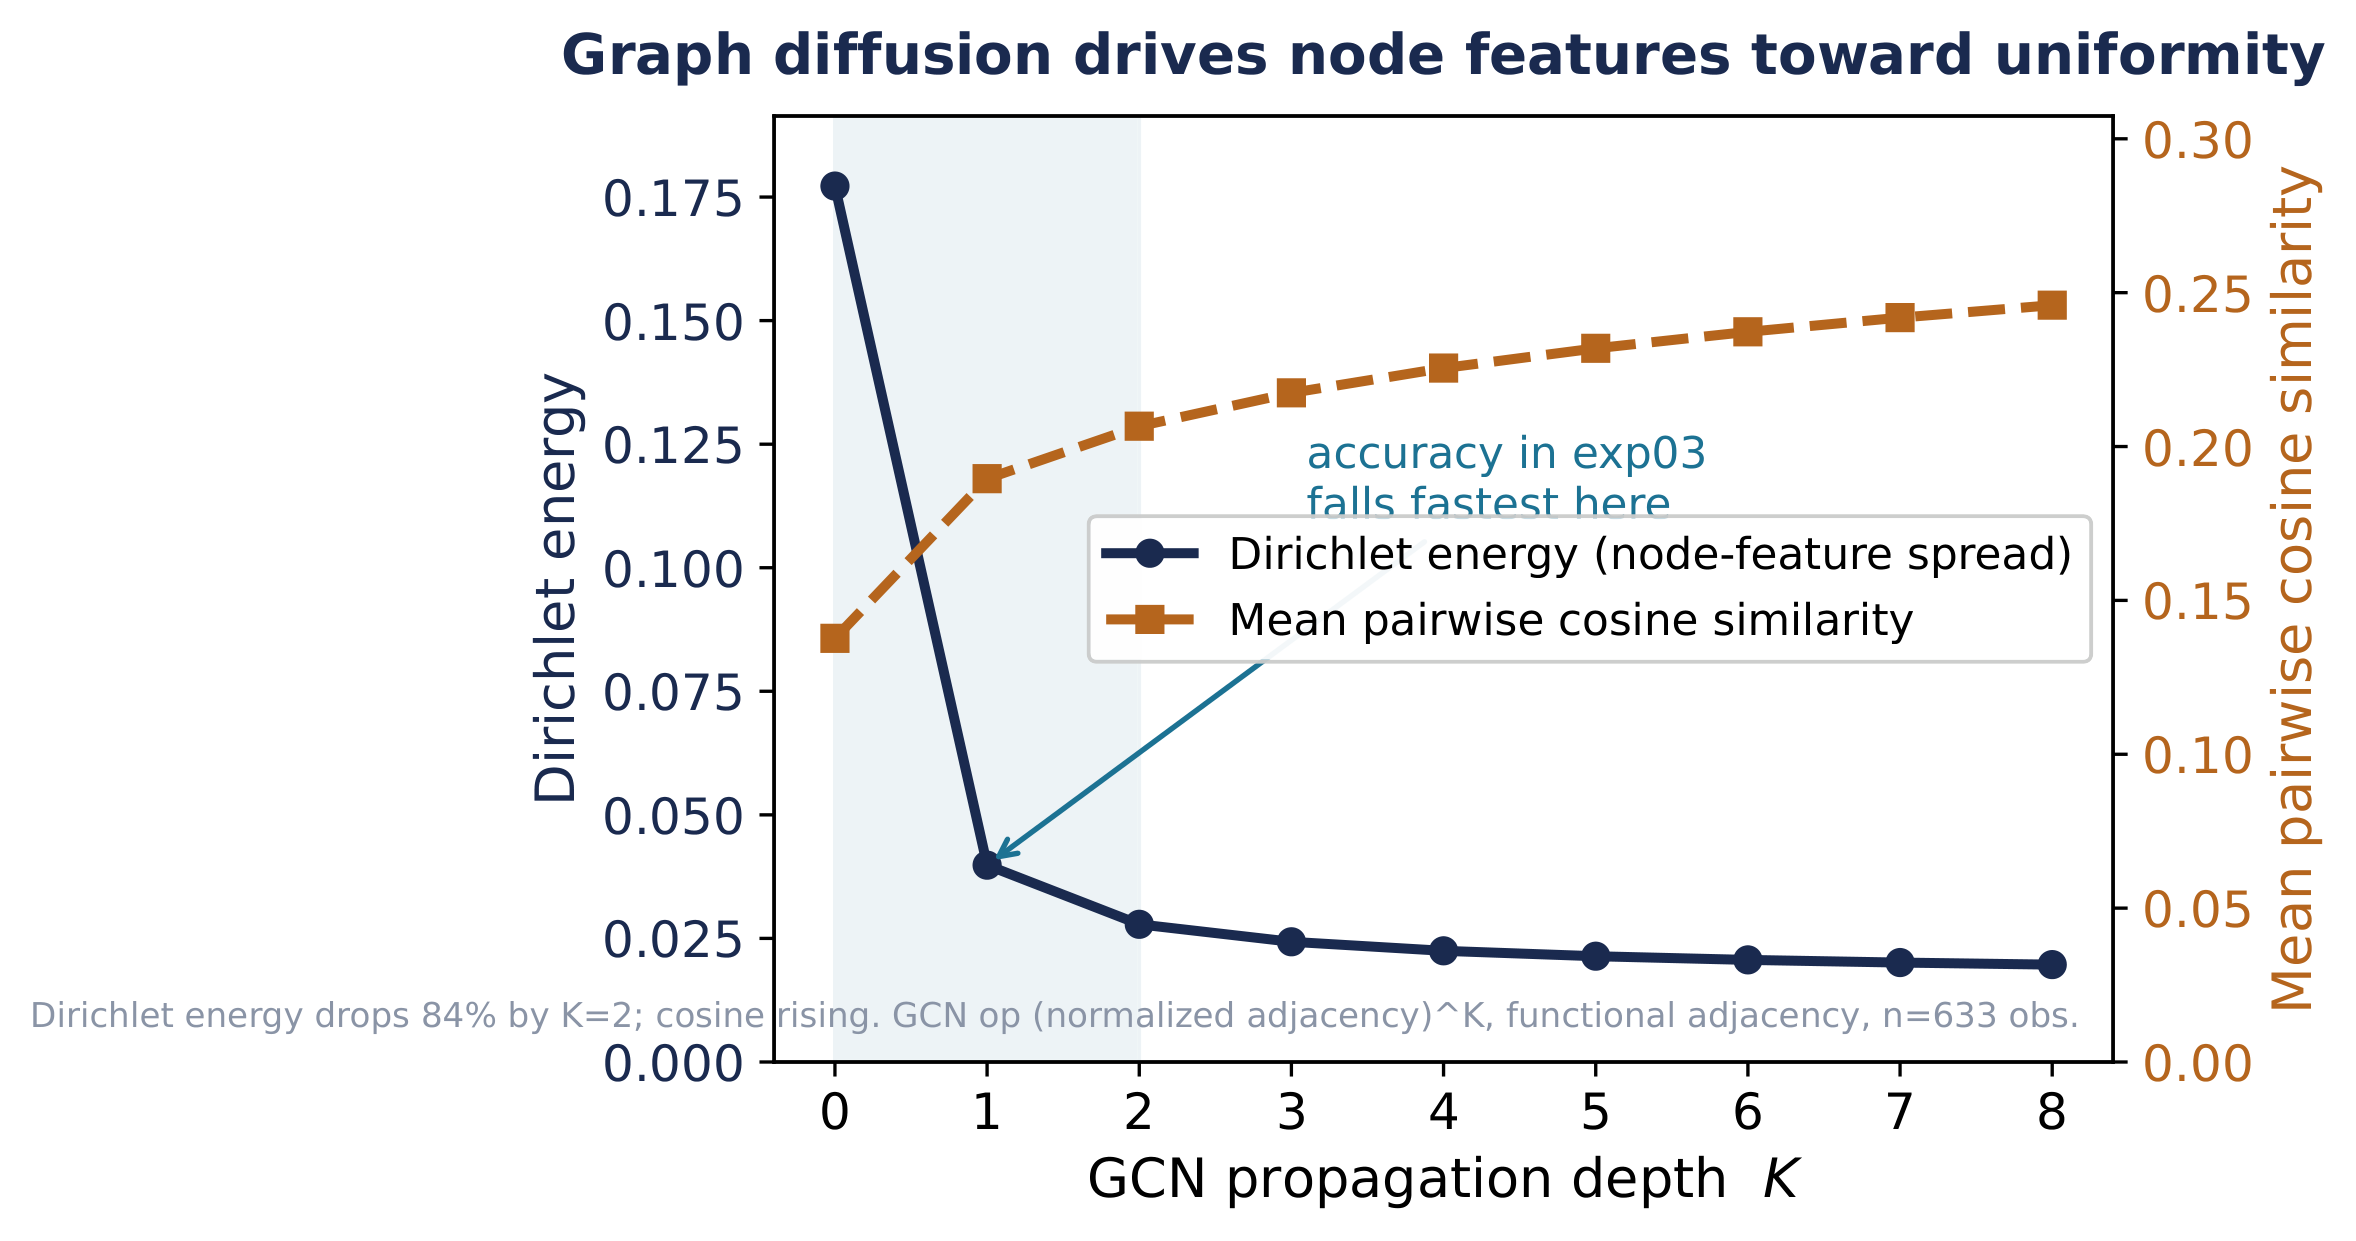 Graph diffusion drives node features toward uniformity
Dirichlet energy
0.175
0.150
0.125
0.100
0.075
0.050
0.025
0.000
accuracy in exp03
falls fastest here
Dirichlet energy (node-feature spread)
Mean pairwise cosine similarity
Dirichlet energy drops 84% by K=2; cosine rising. GCN op (normalized adjacency)^K, functional adjacency, n=633 obs.
0.30
0.25
0.20
0.15
0.10
0.05
0.00
Mean pairwise cosine similarity
0 1 2 3 4 5 6 7 8
GCN propagation depth K